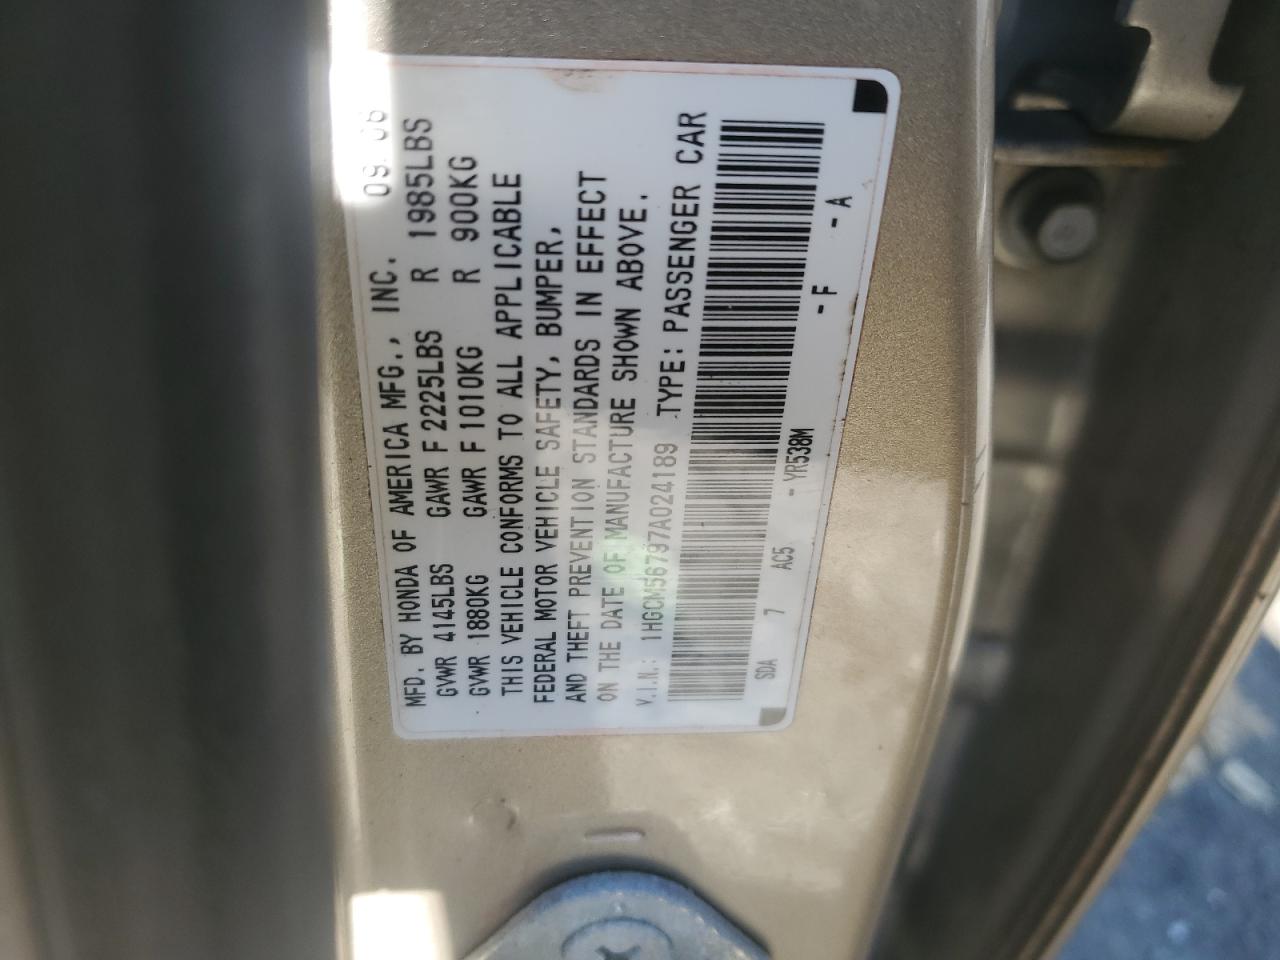 MFD. BY HONDA OF AMERICA MFG., INC. 09/06
GVWR 4145LBS GAWR F 2225LBS R 1985LBS
GVWR 1880KG GAWR F 1010KG R 900KG
THIS VEHICLE CONFORMS TO ALL APPLICABLE
FEDERAL MOTOR VEHICLE SAFETY, BUMPER,
AND THEFT PREVENTION STANDARDS IN EFFECT
ON THE DATE OF MANUFACTURE SHOWN ABOVE.
V.I.N.: 1HGCM56797A024189 TYPE: PASSENGER CAR
SDA 7 AC5 - YR538M - F - A